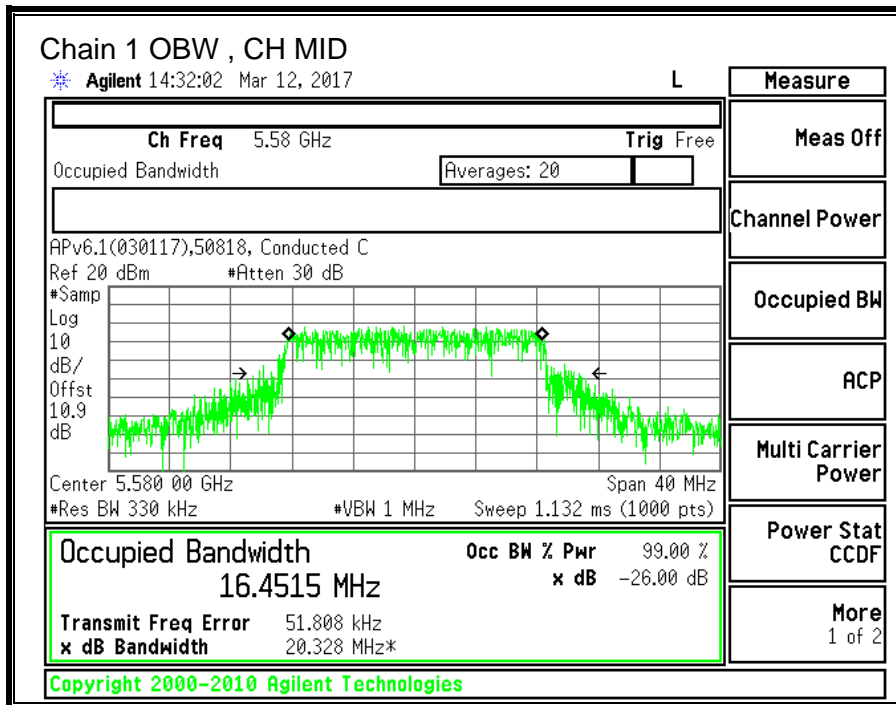 Chain 1 OBW , CH MID
Agilent 14:32:02 Mar 12, 2017 L
Measure
Ch Freq 5.58 GHz Trig Free
Occupied Bandwidth Averages: 20
APv6.1(030117),50818, Conducted C
Ref 20 dBm #Atten 30 dB
#Samp
Log
10
dB/
Offst
10.9
dB
Center 5.580 00 GHz Span 40 MHz
#Res BW 330 kHz #VBW 1 MHz Sweep 1.132 ms (1000 pts)
Occupied Bandwidth Occ BW % Pwr 99.00 %
16.4515 MHz x dB -26.00 dB
Transmit Freq Error 51.808 kHz
x dB Bandwidth 20.328 MHz*
Copyright 2000-2010 Agilent Technologies
Meas Off
Channel Power
Occupied BW
ACP
Multi Carrier
Power
Power Stat
CCDF
More
1 of 2